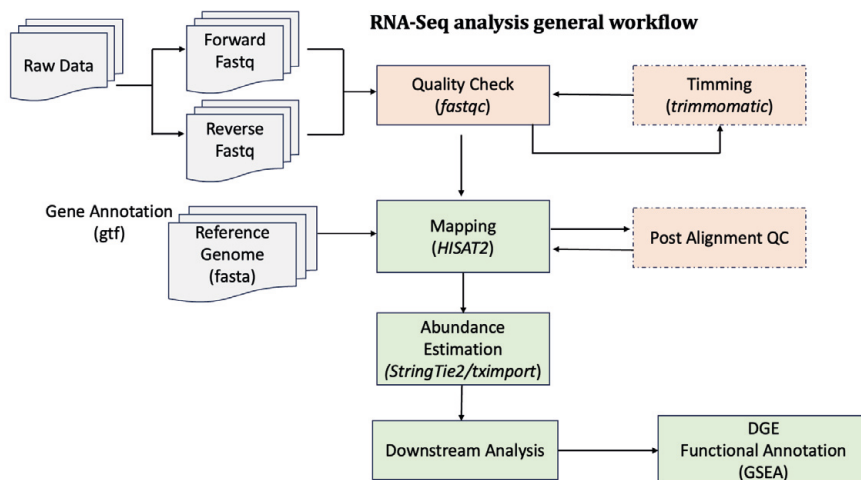 RNA-Seq analysis general workflow
Raw Data
Forward
Fastq
Reverse
Fastq
Quality Check
(fastqc)
Timming
(trimmomatic)
Gene Annotation
(gtf)
Reference
Genome
(fasta)
Mapping
(HISAT2)
Post Alignment QC
Abundance
Estimation
(StringTie2/tximport)
Downstream Analysis
DGE
Functional Annotation
(GSEA)